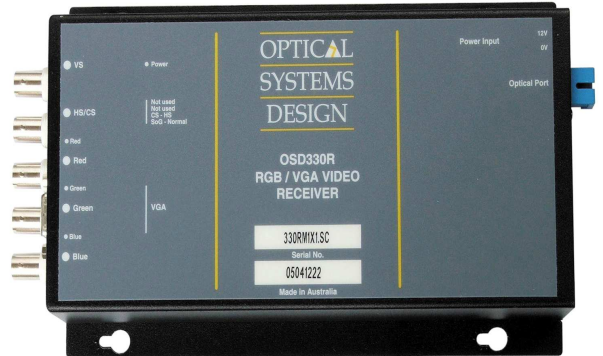 VS
Power
HS/CS
Not used
Not used
CS - HS
SoG - Normal
Red
Red
Green
Green
VGA
Blue
Blue
OPTICAL
SYSTEMS
DESIGN
OSD330R
RGB / VGA VIDEO
RECEIVER
330RM1X1.SC
Serial No.
05041222
Made in Australia
Power Input
12V
0V
Optical Port